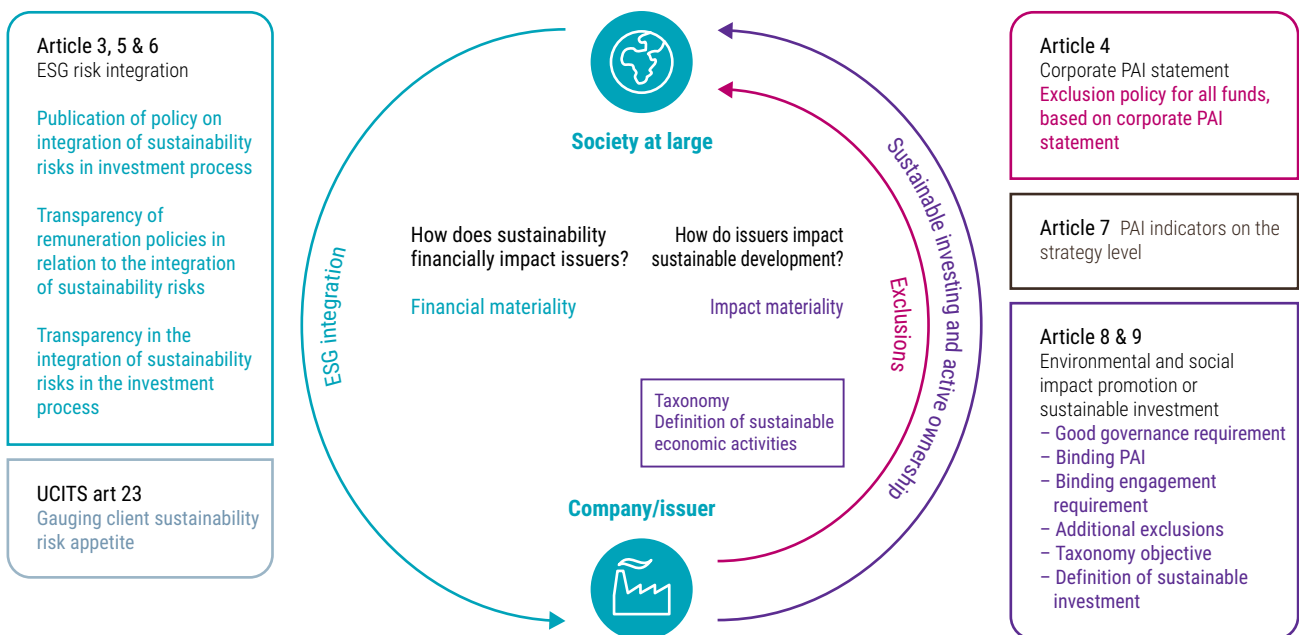 Article 3, 5 & 6
ESG risk integration
Publication of policy on
integration of sustainability
risks in investment process
Transparency of
remuneration policies in
relation to the integration
of sustainability risks
Transparency in the
integration of sustainability
risks in the investment
process
UCITS art 23
Gauging client sustainability
risk appetite
ESG integration
Society at large
How does sustainability
financially impact issuers?
Financial materiality
How do issuers impact
sustainable development?
Impact materiality
Taxonomy
Definition of sustainable
economic activities
Company/issuer
Exclusions
Sustainable investing and active ownership
Article 4
Corporate PAI statement
Exclusion policy for all funds,
based on corporate PAI
statement
Article 7 PAI indicators on the
strategy level
Article 8 & 9
Environmental and social
impact promotion or
sustainable investment
– Good governance requirement
– Binding PAI
– Binding engagement
requirement
– Additional exclusions
– Taxonomy objective
– Definition of sustainable
investment